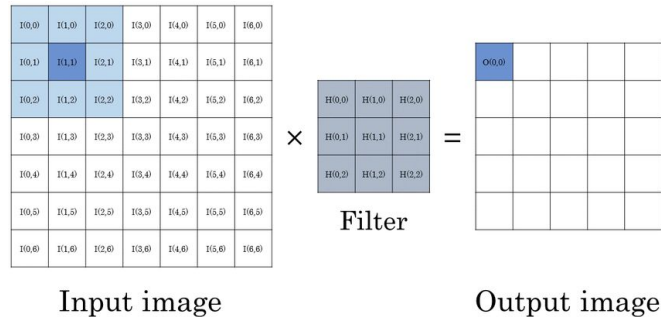 I(0,0) I(1,0) I(2,0) I(3,0) I(4,0) I(5,0) I(6,0)
I(0,1) I(1,1) I(2,1) I(3,1) I(4,1) I(5,1) I(6,1)
I(0,2) I(1,2) I(2,2) I(3,2) I(4,2) I(5,2) I(6,2)
I(0,3) I(1,3) I(2,3) I(3,3) I(4,3) I(5,3) I(6,3)
I(0,4) I(1,4) I(2,4) I(3,4) I(4,4) I(5,4) I(6,4)
I(0,5) I(1,5) I(2,5) I(3,5) I(4,5) I(5,5) I(6,5)
I(0,6) I(1,6) I(2,6) I(3,6) I(4,6) I(5,6) I(6,6)
Input image
×
H(0,0) H(1,0) H(2,0)
H(0,1) H(1,1) H(2,1)
H(0,2) H(1,2) H(2,2)
Filter
=
O(0,0)
Output image